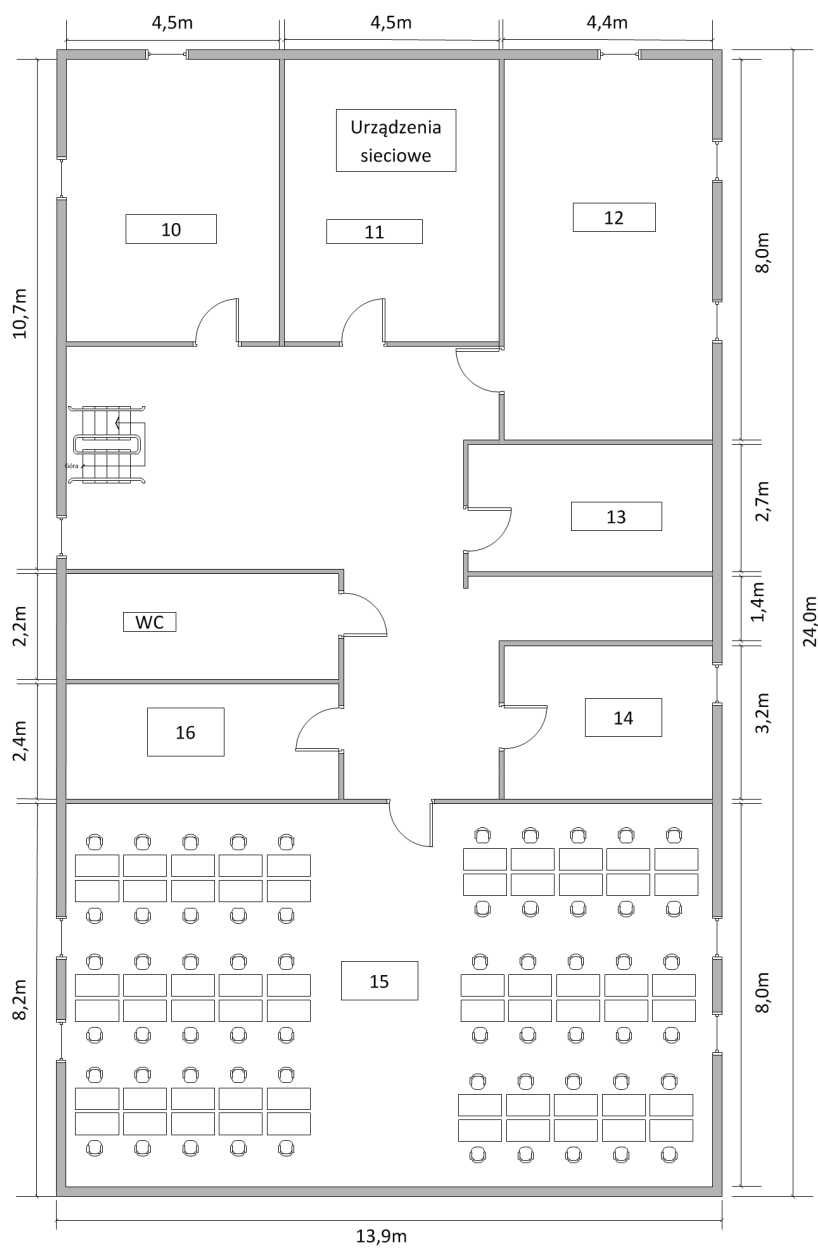 4,5m
4,5m
4,4m
Urządzenia
sieciowe
10
11
12
8,0m
10,7m
Góra
13
2,7m
WC
2,2m
1,4m
24,0m
16
14
2,4m
3,2m
15
8,2m
8,0m
13,9m